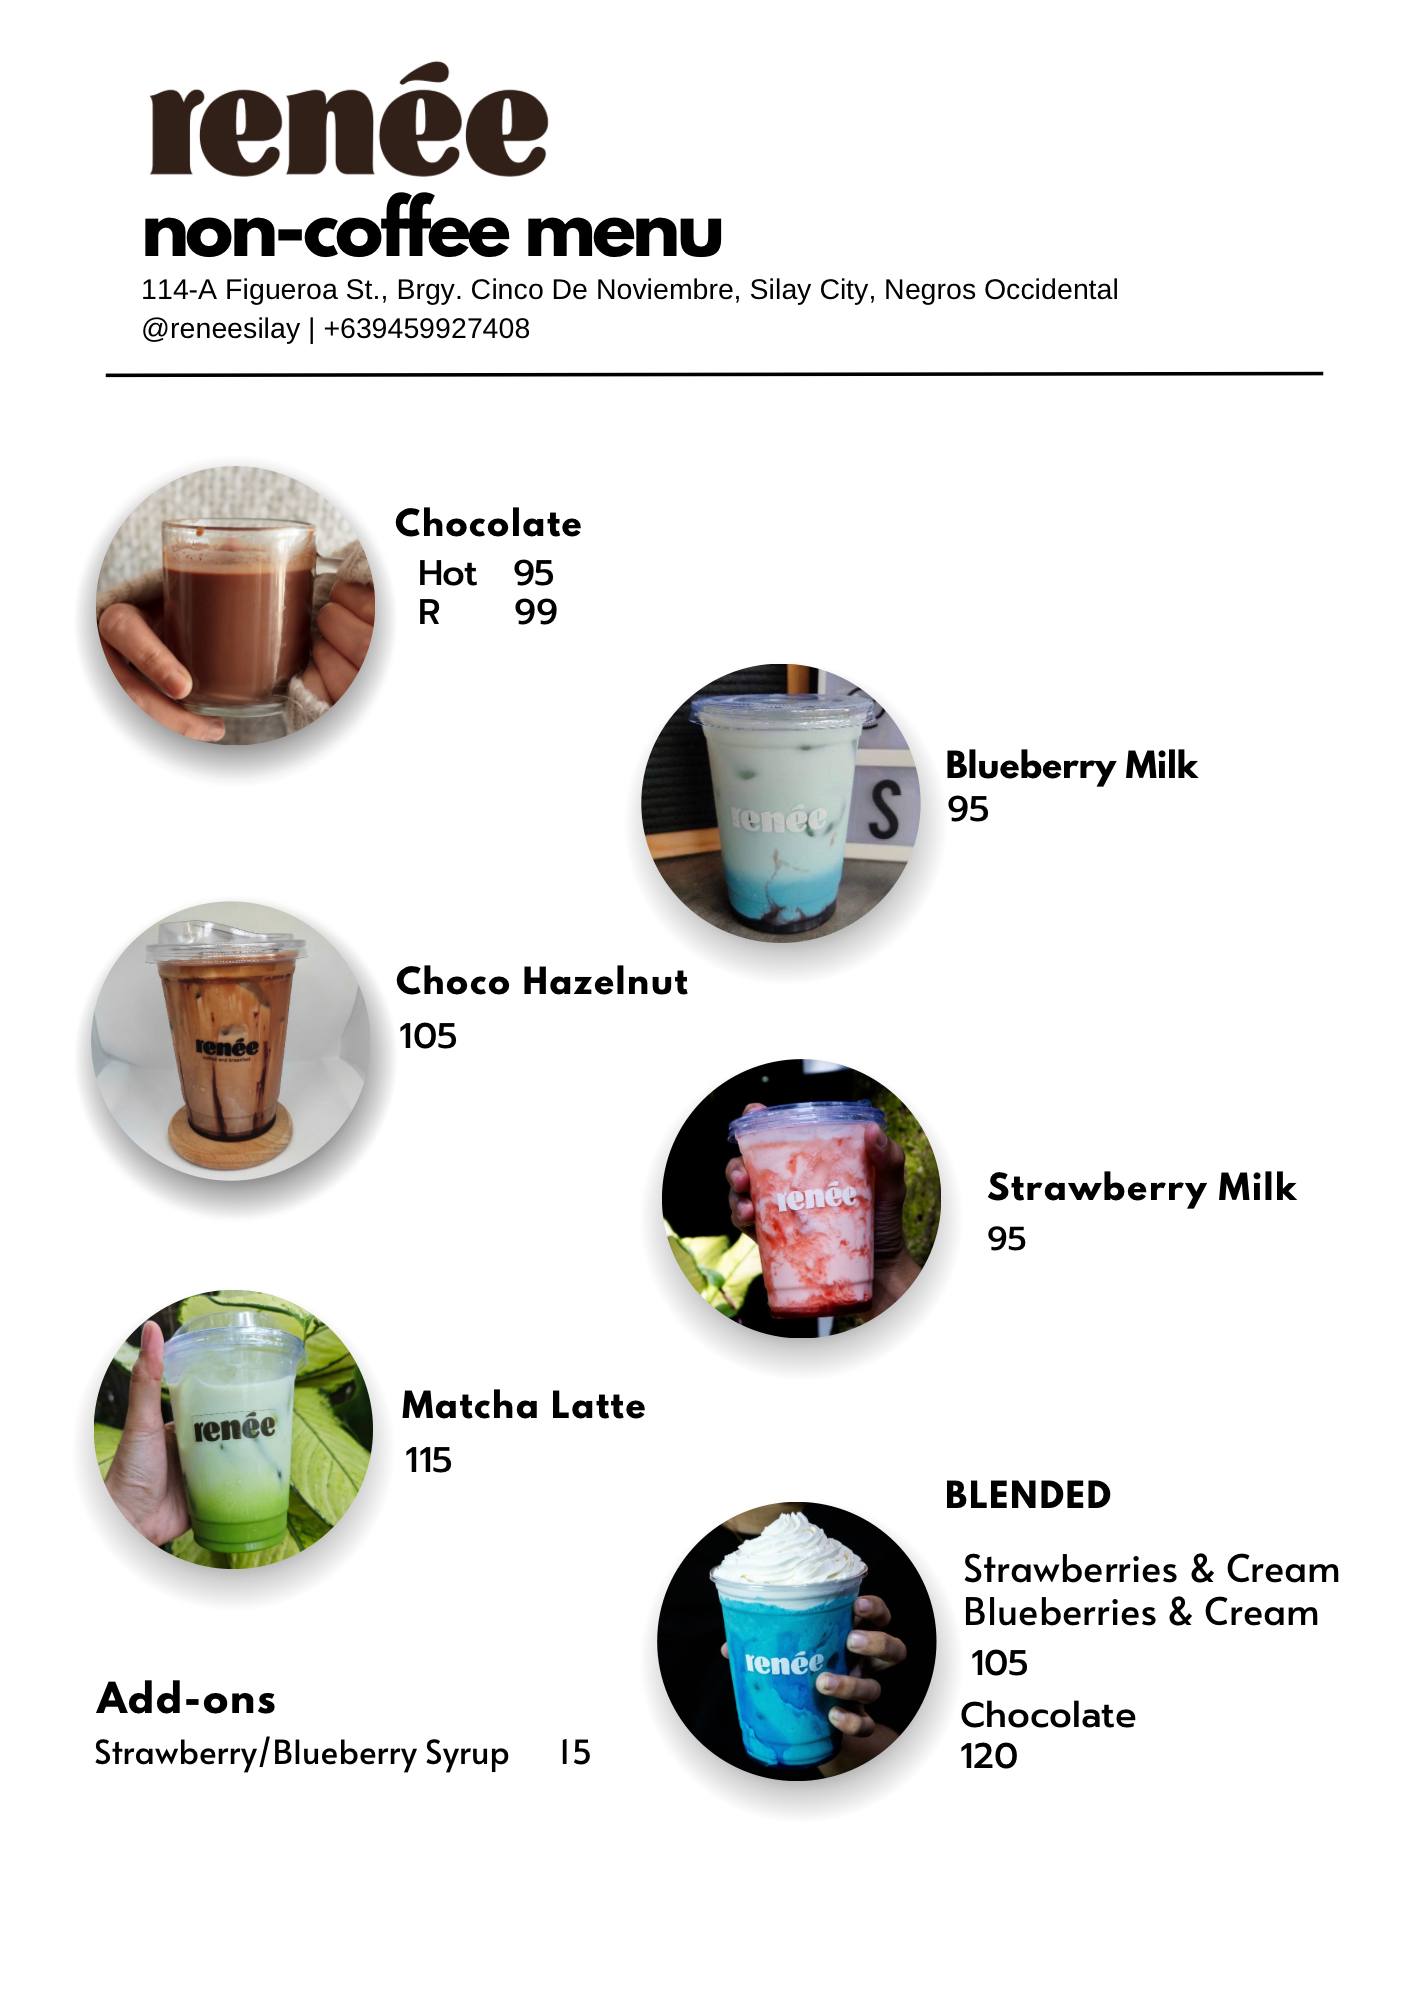 renée
non-coffee menu
114-A Figueroa St., Brgy. Cinco De Noviembre, Silay City, Negros Occidental
@reneesilay | +639459927408
Chocolate
Hot 95
R 99
S
renée
Blueberry Milk
95
renée
Choco Hazelnut
105
renée
Strawberry Milk
95
renée
Matcha Latte
115
BLENDED
Strawberries & Cream
Blueberries & Cream
105
Chocolate
120
renée
Add-ons
Strawberry/Blueberry Syrup 15